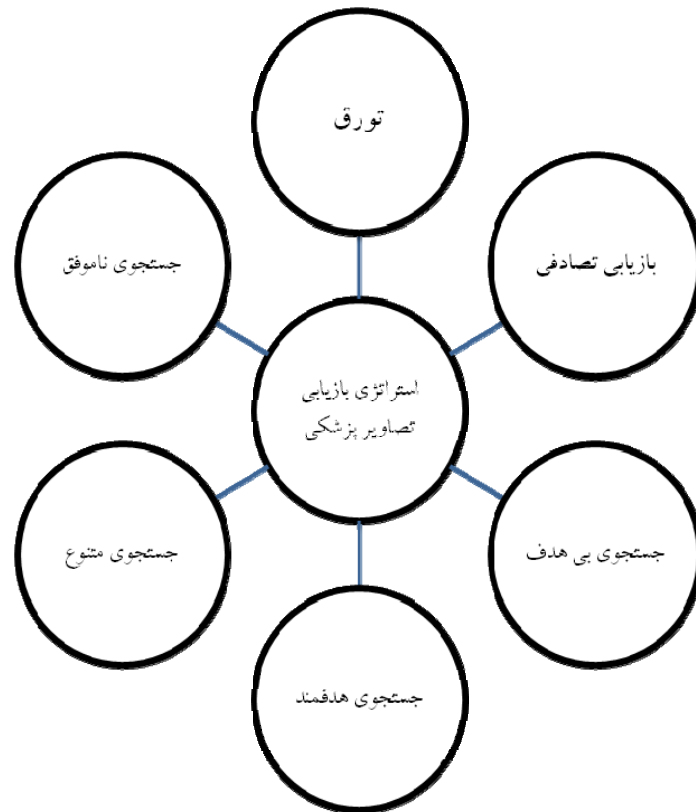 تورق
بازیابی تصادفی
جستجوی ناموفق
استراتژی بازیابی
تصاویر پزشکی
جستجوی بی هدف
جستجوی متنوع
جستجوی هدفمند